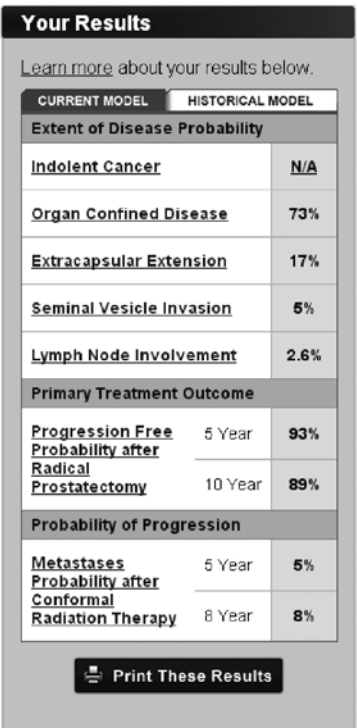 Your Results
Learn more about your results below.
CURRENT MODEL HISTORICAL MODEL
Extent of Disease Probability
Indolent Cancer N/A
Organ Confined Disease 73%
Extracapsular Extension 17%
Seminal Vesicle Invasion 5%
Lymph Node Involvement 2.6%
Primary Treatment Outcome
Progression Free
Probability after
Radical
Prostatectomy
5 Year 93%
10 Year 89%
Probability of Progression
Metastases
Probability after
Conformal
Radiation Therapy
5 Year 5%
8 Year 8%
Print These Results